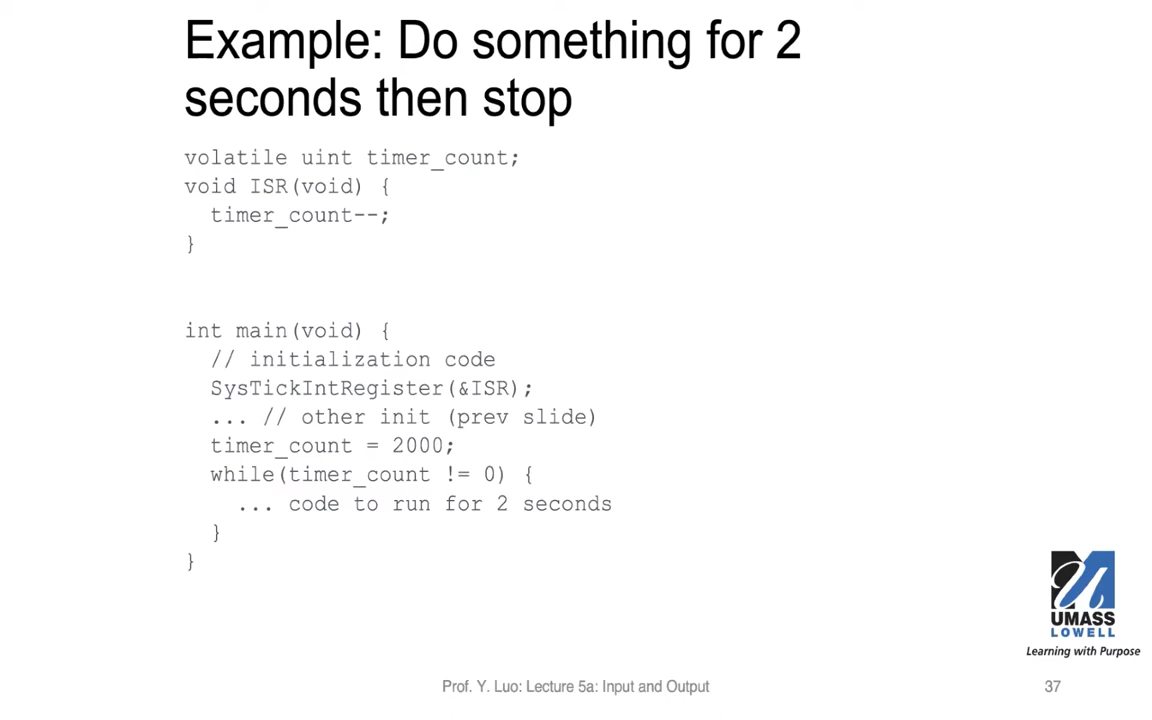 Example: Do something for 2
seconds then stop
volatile uint timer_count;
void ISR(void) {
  timer_count--;
}
int main(void) {
  // initialization code
  SysTickIntRegister(&ISR);
  ... // other init (prev slide)
  timer_count = 2000;
  while(timer_count != 0) {
    ... code to run for 2 seconds
  }
}
UMASS
LOWELL
Learning with Purpose
Prof. Y. Luo: Lecture 5a: Input and Output
37